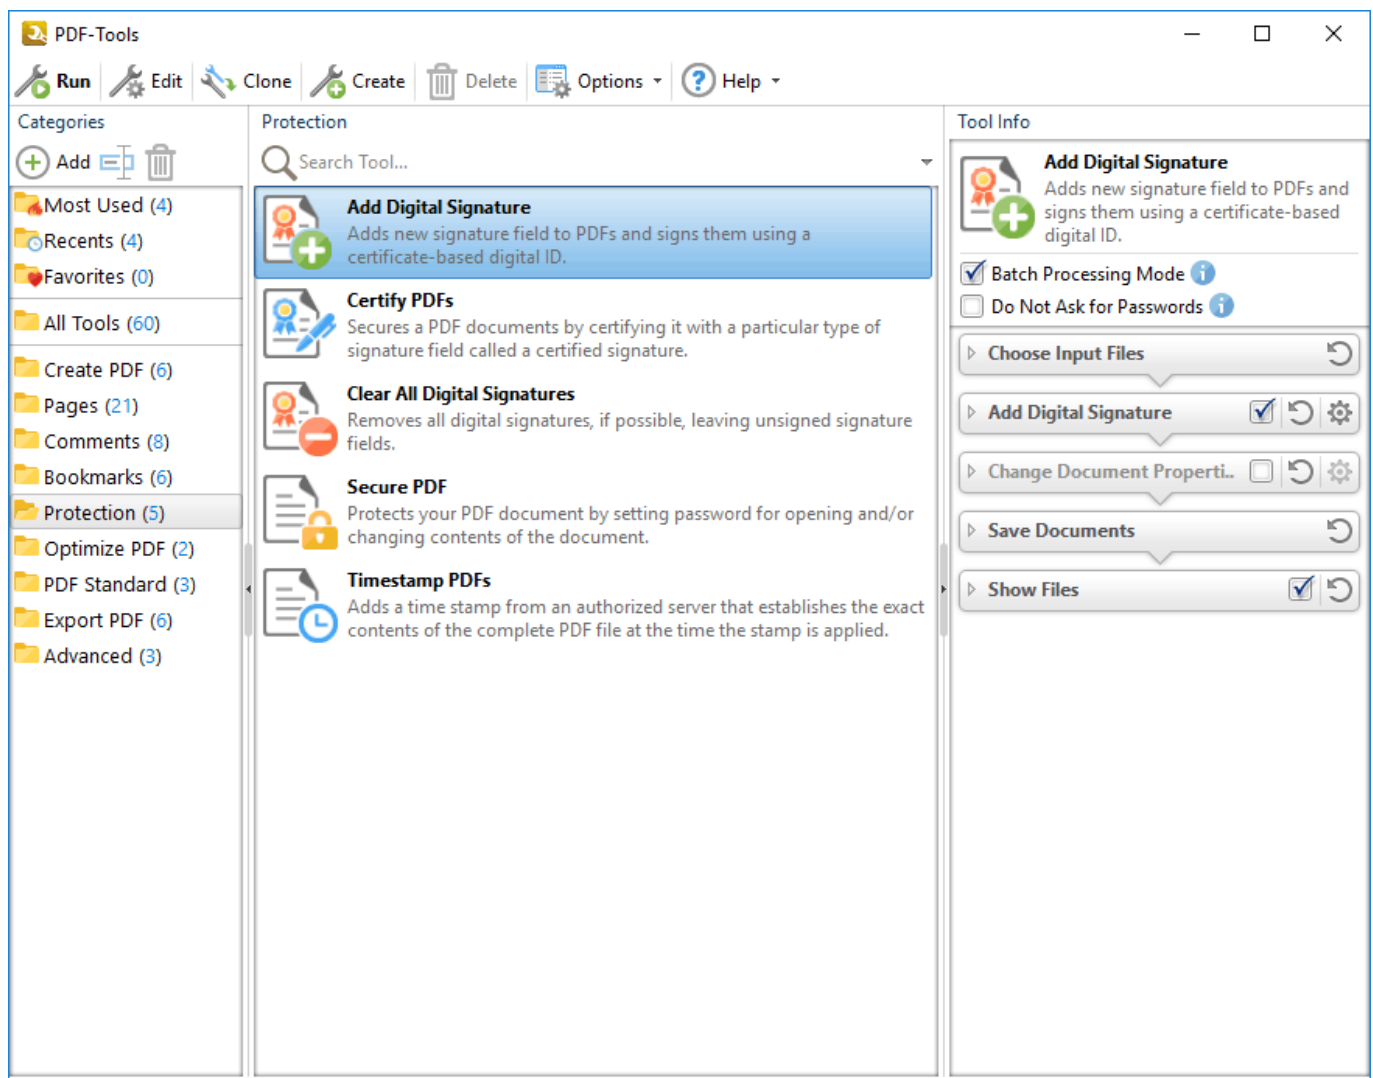 PDF-Tools
Run Edit Clone Create Delete Options Help
Categories
Add
Most Used (4)
Recents (4)
Favorites (0)
All Tools (60)
Create PDF (6)
Pages (21)
Comments (8)
Bookmarks (6)
Protection (5)
Optimize PDF (2)
PDF Standard (3)
Export PDF (6)
Advanced (3)
Protection
Search Tool...
Add Digital Signature
Adds new signature field to PDFs and signs them using a
certificate-based digital ID.
Certify PDFs
Secures a PDF documents by certifying it with a particular type of
signature field called a certified signature.
Clear All Digital Signatures
Removes all digital signatures, if possible, leaving unsigned signature
fields.
Secure PDF
Protects your PDF document by setting password for opening and/or
changing contents of the document.
Timestamp PDFs
Adds a time stamp from an authorized server that establishes the exact
contents of the complete PDF file at the time the stamp is applied.
Tool Info
Add Digital Signature
Adds new signature field to PDFs and
signs them using a certificate-based
digital ID.
Batch Processing Mode
Do Not Ask for Passwords
Choose Input Files
Add Digital Signature
Change Document Properti..
Save Documents
Show Files